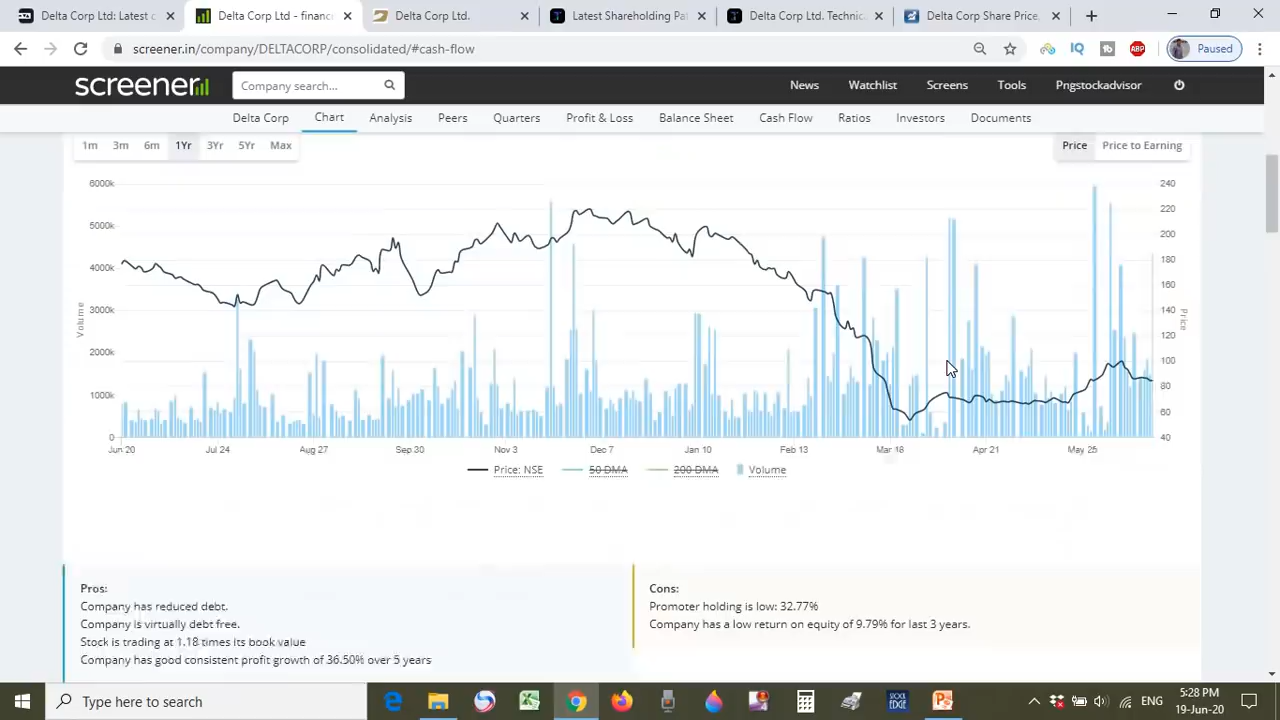 Delta Corp Ltd: Latest c
Delta Corp Ltd - financ
Delta Corp Ltd.
Latest Shareholding Pat
Delta Corp Ltd. Technic
Delta Corp Share Price,
screener.in/company/DELTACORP/consolidated/#cash-flow
IQ
ABP
Paused
screener
Company search...
News
Watchlist
Screens
Tools
Pngstockadvisor
Delta Corp
Chart
Analysis
Peers
Quarters
Profit & Loss
Balance Sheet
Cash Flow
Ratios
Investors
Documents
1m 3m 6m 1Yr 3Yr 5Yr Max
Price Price to Earning
6000k
5000k
4000k
3000k
2000k
1000k
0
Volume
240
220
200
180
160
140
120
100
80
60
40
Price
Jun 20 Jul 24 Aug 27 Sep 30 Nov 3 Dec 7 Jan 10 Feb 13 Mar 18 Apr 21 May 25
Price: NSE 50 DMA 200 DMA Volume
Pros:
Company has reduced debt.
Company is virtually debt free.
Stock is trading at 1.18 times its book value
Company has good consistent profit growth of 36.50% over 5 years
Cons:
Promoter holding is low: 32.77%
Company has a low return on equity of 9.79% for last 3 years.
Type here to search
STOCK
EDGE
ENG
5:28 PM
19-Jun-20